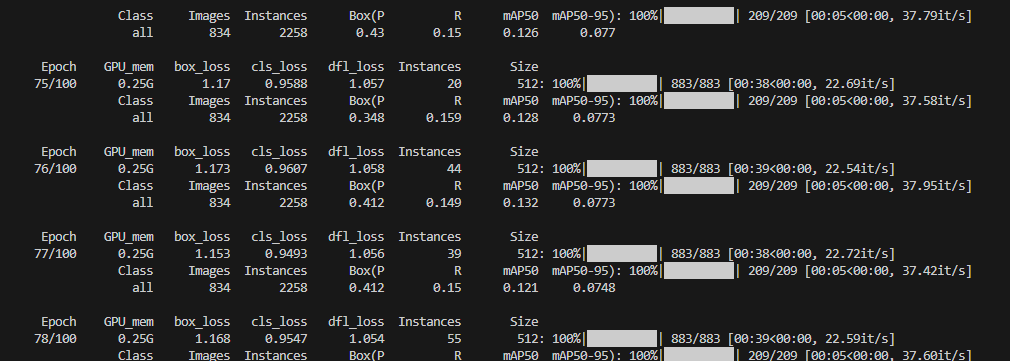 Class Images Instances Box(P R mAP50 mAP50-95): 100%|██████████| 209/209 [00:05<00:00, 37.79it/s]
all 834 2258 0.43 0.15 0.126 0.077
Epoch GPU_mem box_loss cls_loss dfl_loss Instances Size
75/100 0.25G 1.17 0.9588 1.057 20 512: 100%|██████████| 883/883 [00:38<00:00, 22.69it/s]
Class Images Instances Box(P R mAP50 mAP50-95): 100%|██████████| 209/209 [00:05<00:00, 37.58it/s]
all 834 2258 0.348 0.159 0.128 0.0773
Epoch GPU_mem box_loss cls_loss dfl_loss Instances Size
76/100 0.25G 1.173 0.9607 1.058 44 512: 100%|██████████| 883/883 [00:39<00:00, 22.54it/s]
Class Images Instances Box(P R mAP50 mAP50-95): 100%|██████████| 209/209 [00:05<00:00, 37.95it/s]
all 834 2258 0.412 0.149 0.132 0.0773
Epoch GPU_mem box_loss cls_loss dfl_loss Instances Size
77/100 0.25G 1.153 0.9493 1.056 39 512: 100%|██████████| 883/883 [00:38<00:00, 22.72it/s]
Class Images Instances Box(P R mAP50 mAP50-95): 100%|██████████| 209/209 [00:05<00:00, 37.42it/s]
all 834 2258 0.412 0.15 0.121 0.0748
Epoch GPU_mem box_loss cls_loss dfl_loss Instances Size
78/100 0.25G 1.168 0.9547 1.054 55 512: 100%|██████████| 883/883 [00:39<00:00, 22.59it/s]
Class Images Instances Box(P R mAP50 mAP50-95): 100%|██████████| 209/209 [00:05<00:00, 37.60it/s]